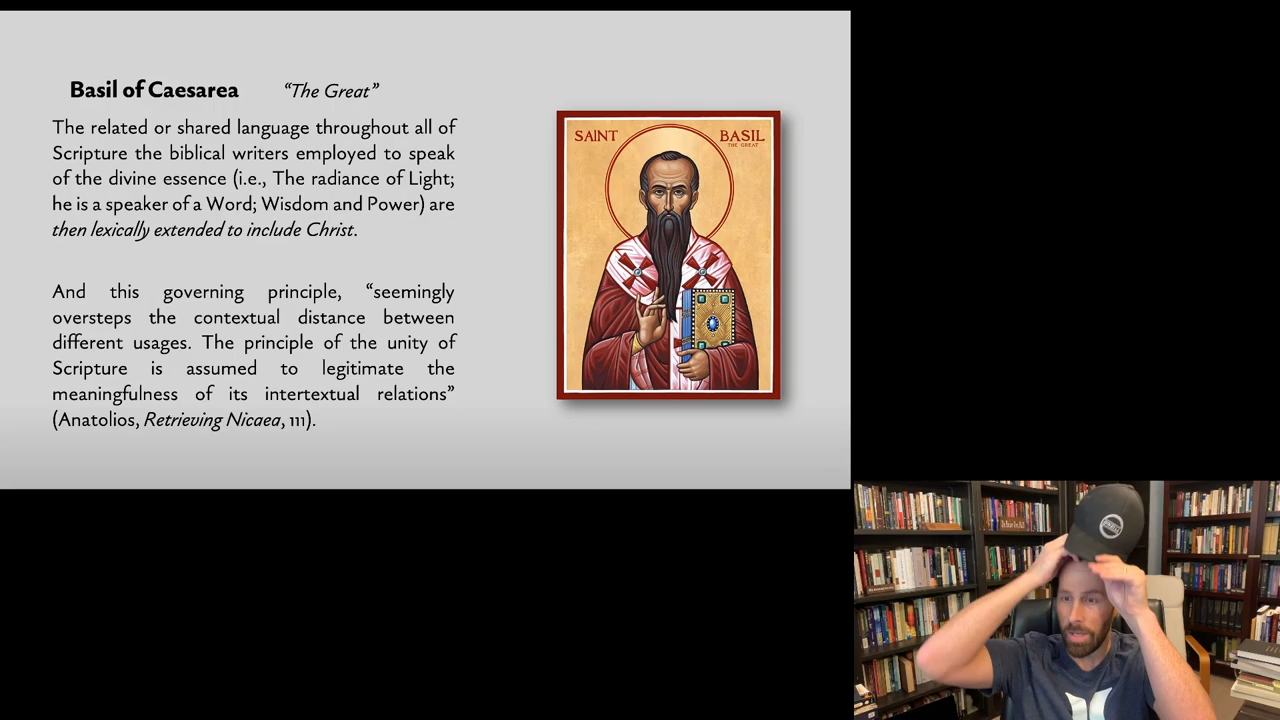 Basil of Caesarea “The Great”
The related or shared language throughout all of
Scripture the biblical writers employed to speak
of the divine essence (i.e., The radiance of Light;
he is a speaker of a Word; Wisdom and Power) are
then lexically extended to include Christ.
And this governing principle, “seemingly
oversteps the contextual distance between
different usages. The principle of the unity of
Scripture is assumed to legitimate the
meaningfulness of its intertextual relations”
(Anatolios, Retrieving Nicaea, 111).
SAINT BASIL
THE GREAT